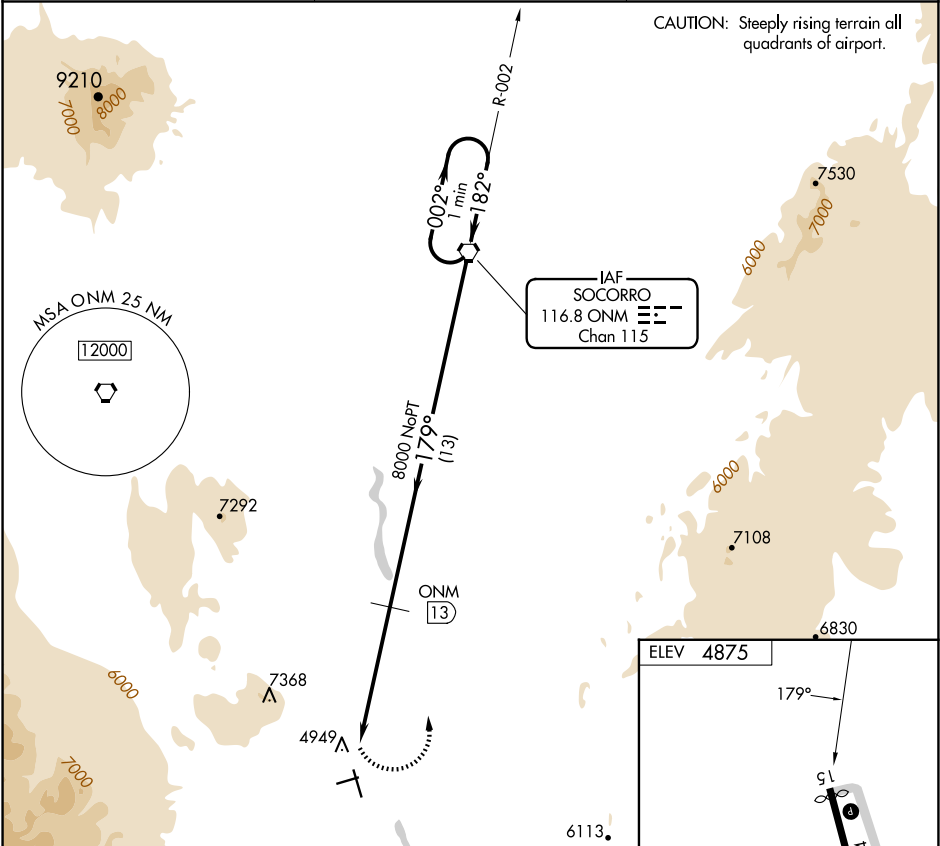 CAUTION: Steeply rising terrain all
quadrants of airport.
9210
7000
8000
R-002
002°
1 min
182°
7530
7000
6000
IAF
SOCORRO
116.8 ONM
Chan 115
MSA ONM 25 NM
12000
8000 NoPT
179°
(13)
6000
7292
7108
ONM
13
6830
ELEV 4875
6000
7368
179°
4949
7000
15
P
6113